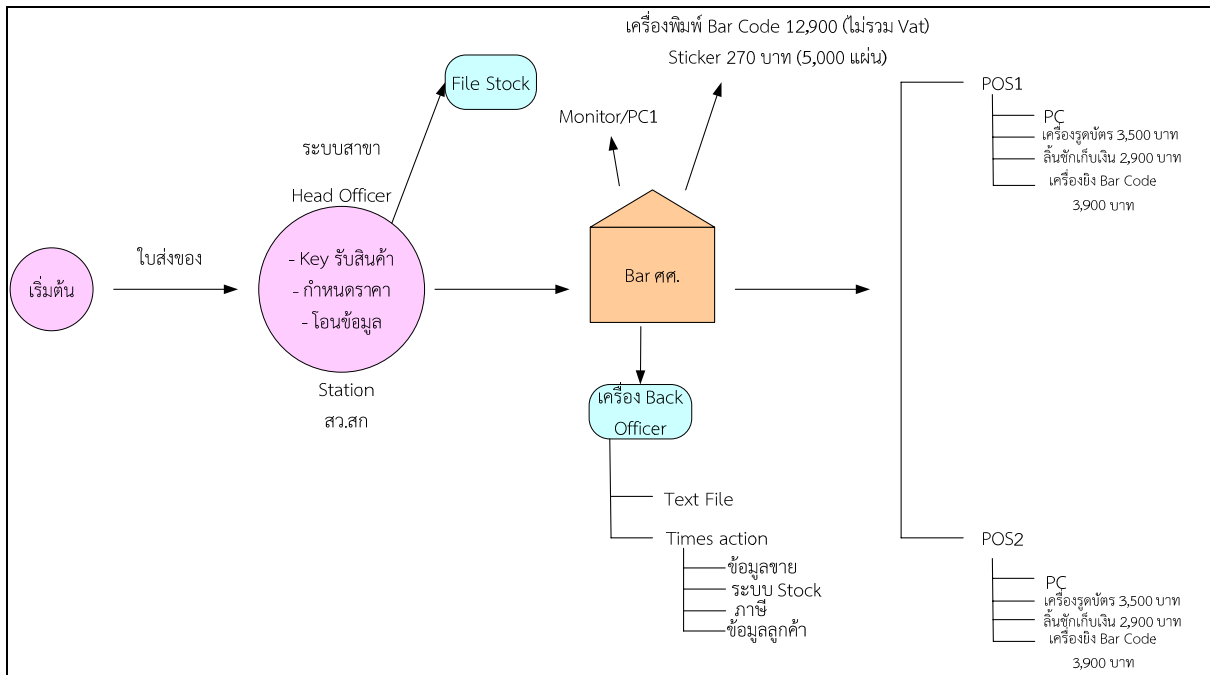 เครื่องพิมพ์ Bar Code 12,900 (ไม่รวม Vat)
Sticker 270 บาท (5,000 แผ่น)
File Stock
Monitor/PC1
ระบบสาขา
Head Officer
เริ่มต้น
ใบส่งของ
- Key รับสินค้า
- กำหนดราคา
- โอนข้อมูล
Station
สว.สก
Bar ศศ.
เครื่อง Back
Officer
Text File
Times action
ข้อมูลขาย
ระบบ Stock
ภาษี
ข้อมูลลูกค้า
POS1
PC
เครื่องรูดบัตร 3,500 บาท
ลิ้นชักเก็บเงิน 2,900 บาท
เครื่องยิง Bar Code
3,900 บาท
POS2
PC
เครื่องรูดบัตร 3,500 บาท
ลิ้นชักเก็บเงิน 2,900 บาท
เครื่องยิง Bar Code
3,900 บาท